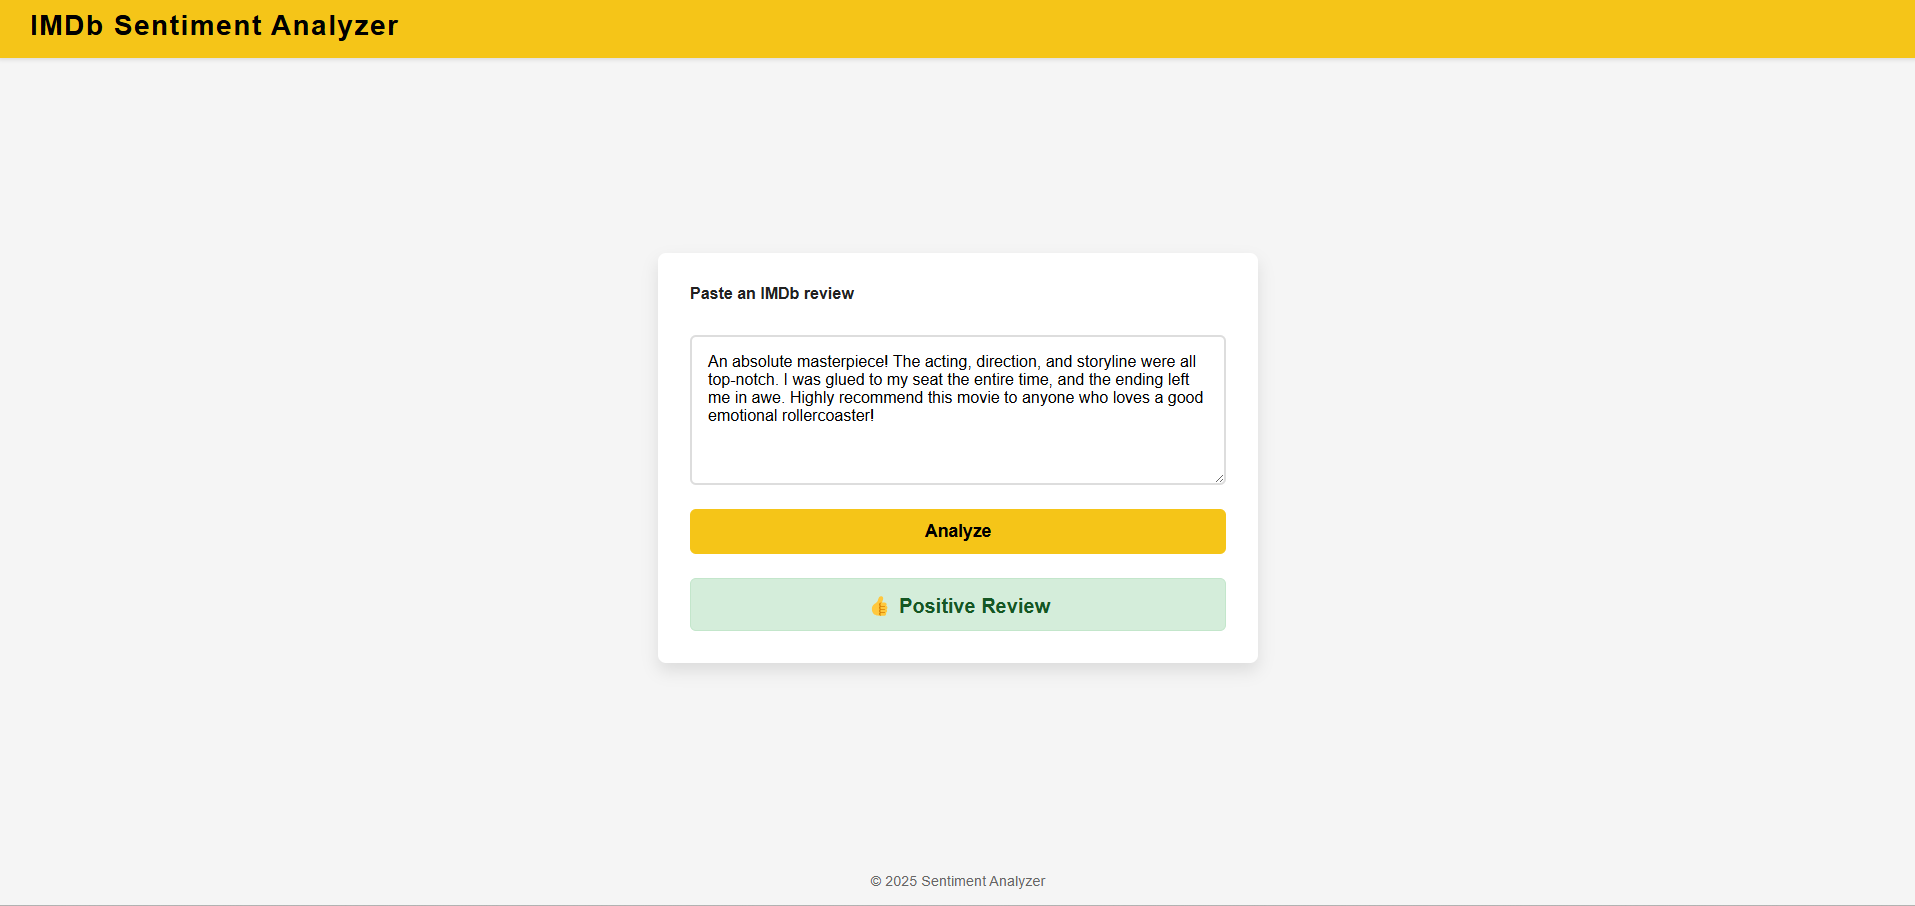 IMDb Sentiment Analyzer
Paste an IMDb review
An absolute masterpiece! The acting, direction, and storyline were all
top-notch. I was glued to my seat the entire time, and the ending left
me in awe. Highly recommend this movie to anyone who loves a good
emotional rollercoaster!
Analyze
👍 Positive Review
© 2025 Sentiment Analyzer